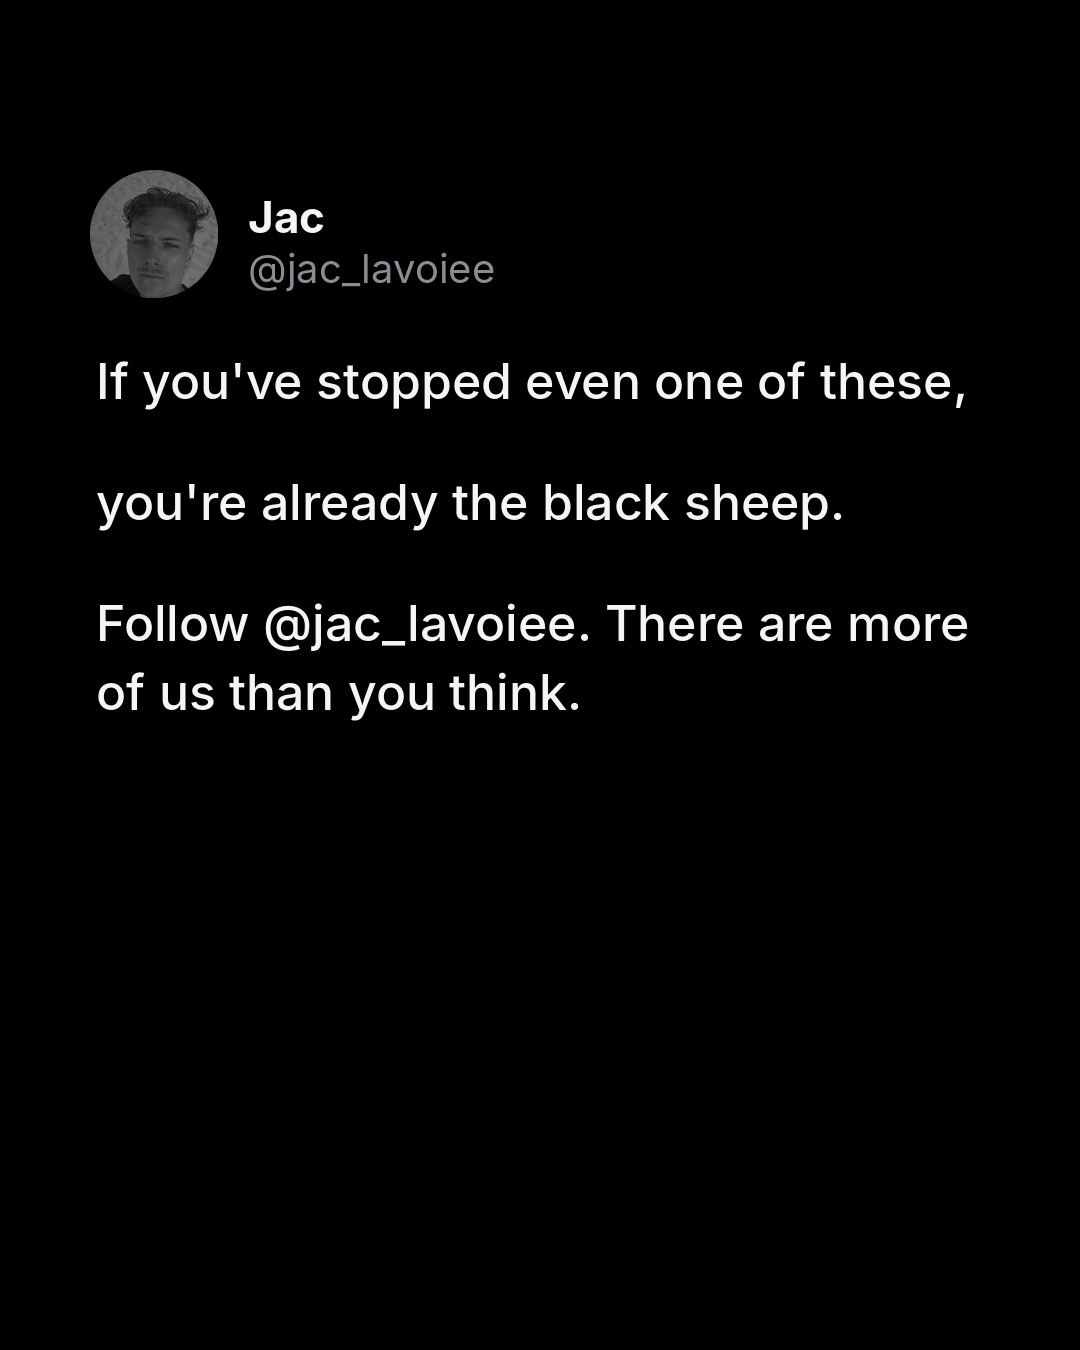 Jac
@jac_lavoiee
If you've stopped even one of these,
you're already the black sheep.
Follow @jac_lavoiee. There are more
of us than you think.